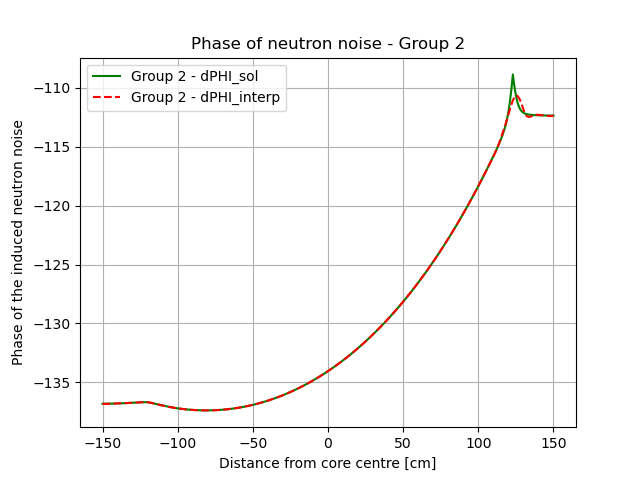 Phase of neutron noise - Group 2
Group 2 - dPHI_sol
Group 2 - dPHI_interp
Phase of the induced neutron noise
−110
−115
−120
−125
−130
−135
−150
−100
−50
0
50
100
150
Distance from core centre [cm]